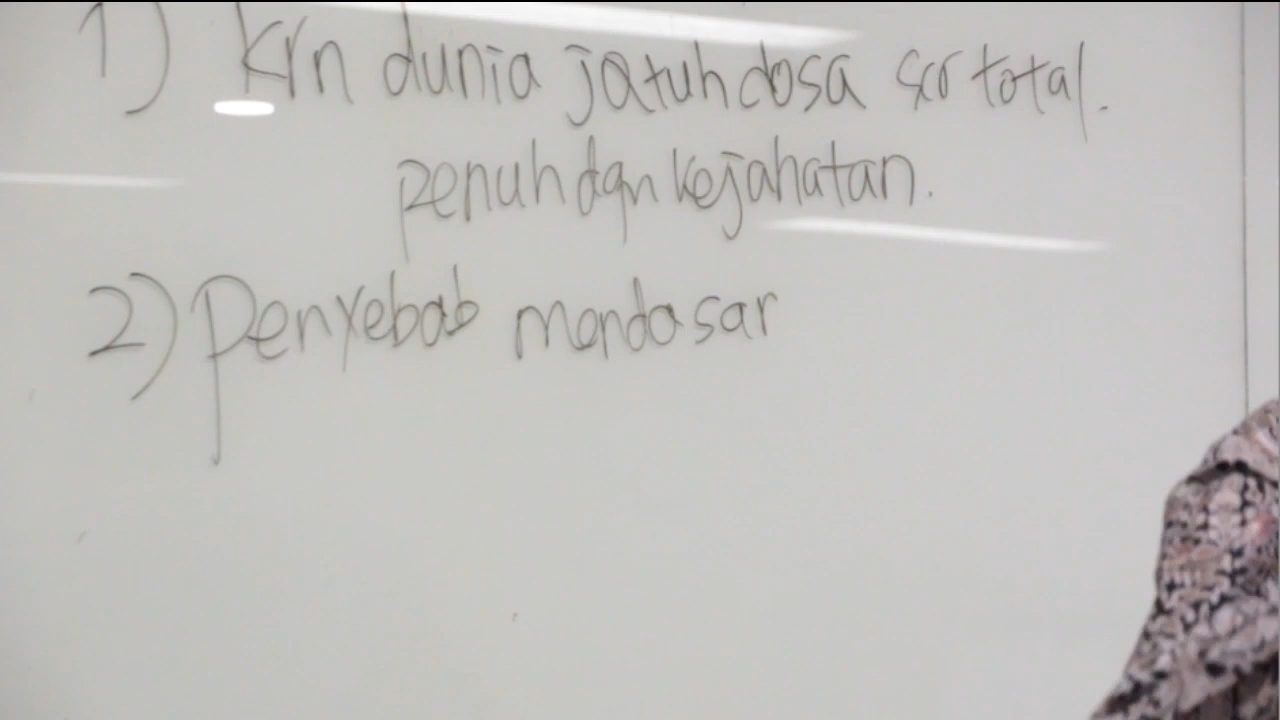 1) Krn dunia jatuh dosa scr total.
penuh dgn kejahatan.
2) Penyebab mendasar